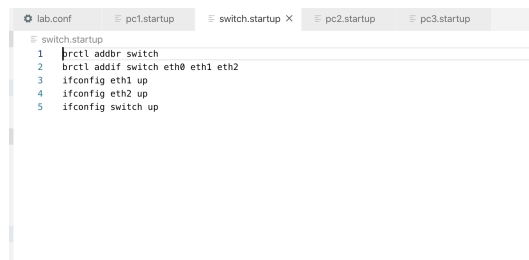 lab.conf pc1.startup switch.startup × pc2.startup pc3.startup
switch.startup
1 brctl addbr switch
2 brctl addif switch eth0 eth1 eth2
3 ifconfig eth1 up
4 ifconfig eth2 up
5 ifconfig switch up